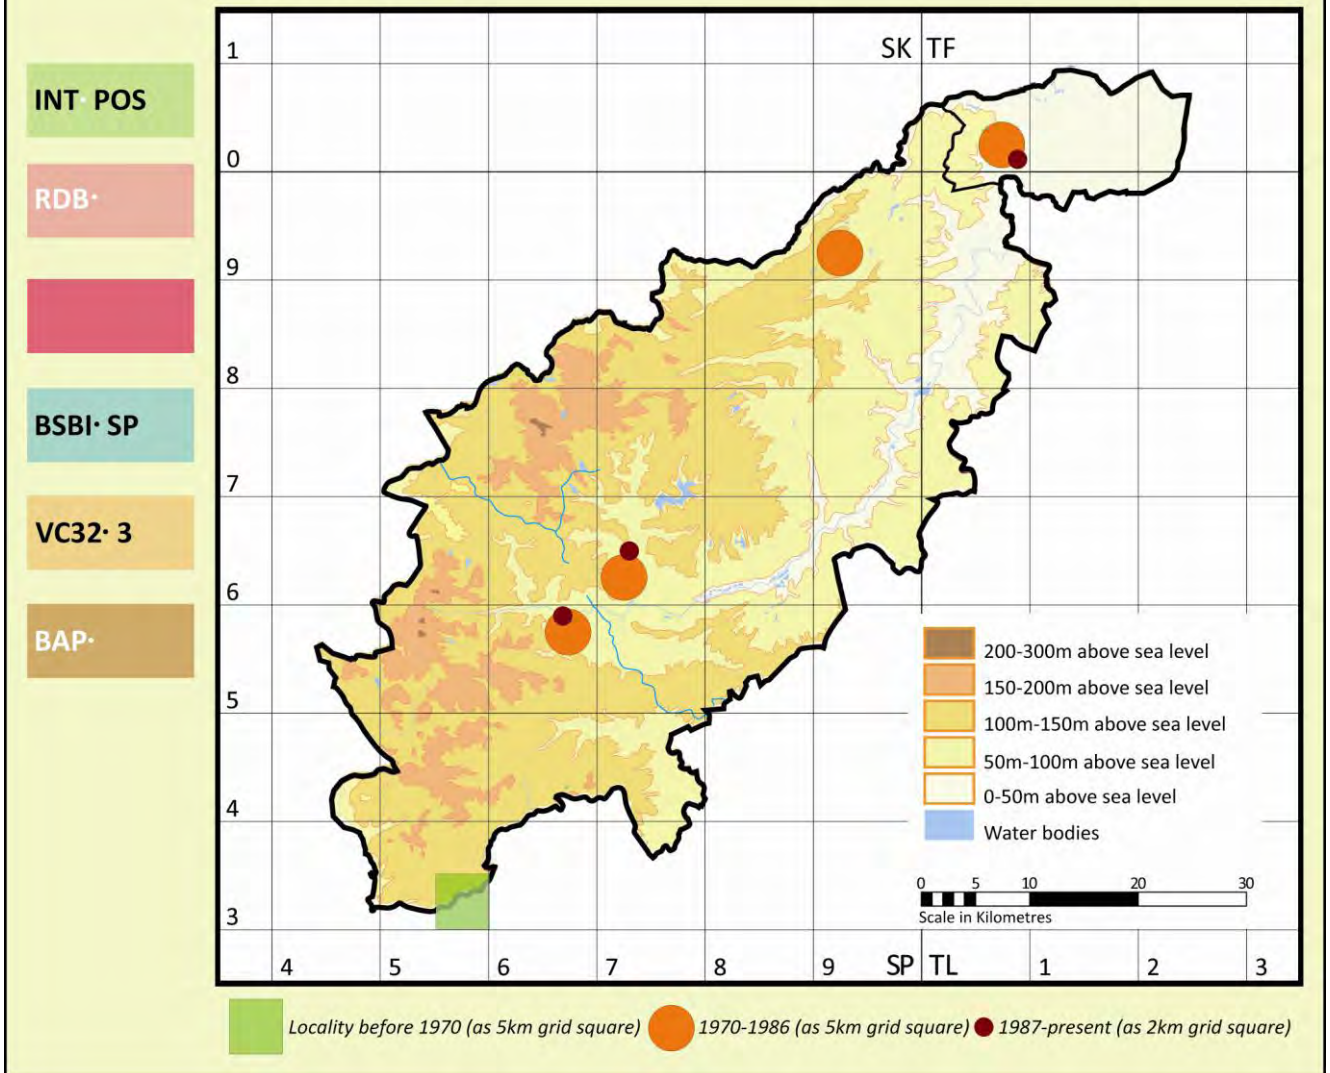 INT· POS
RDB·
BSBI· SP
VC32· 3
BAP·
SK TF
1
0
9
8
7
6
5
4
3
200-300m above sea level
150-200m above sea level
100m-150m above sea level
50m-100m above sea level
0-50m above sea level
Water bodies
0 5 10 20 30
Scale in Kilometres
4 5 6 7 8 9 SP TL 1 2 3
Locality before 1970 (as 5km grid square) 1970-1986 (as 5km grid square) 1987-present (as 2km grid square)